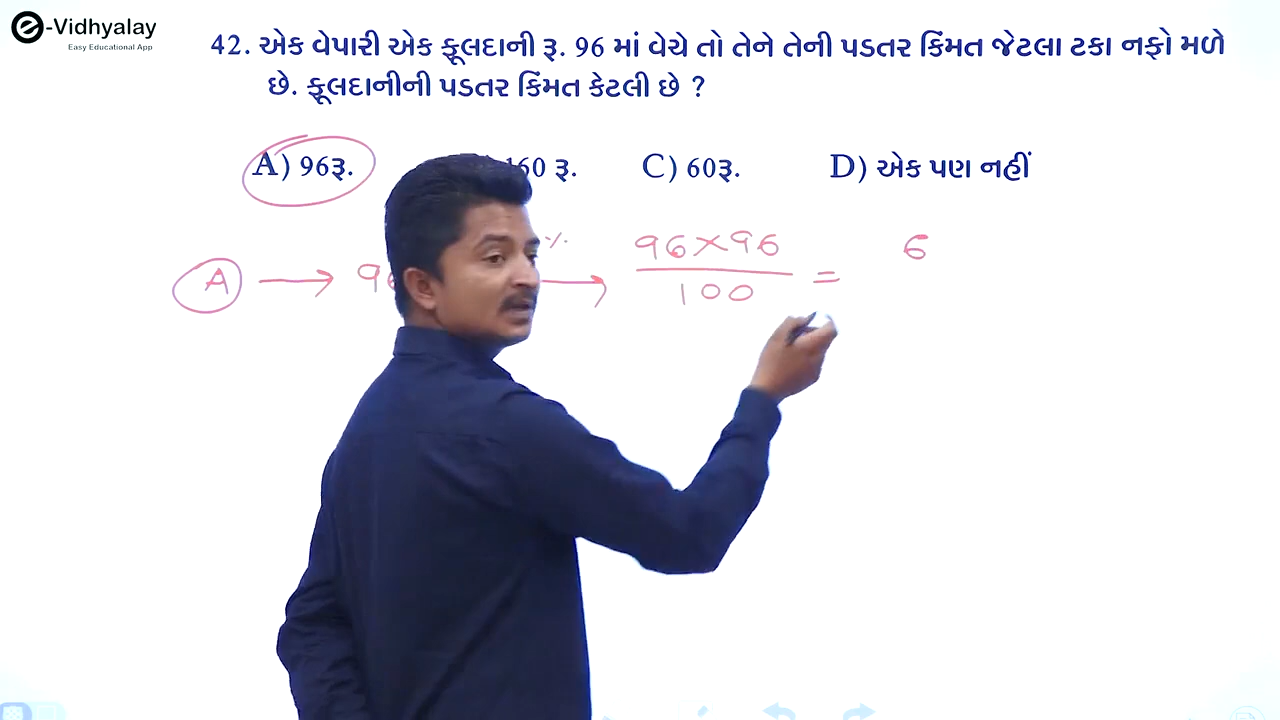 e-Vidhyalay
Easy Educational App
42. એક વેપારી એક ફૂલદાની રૂ. 96 માં વેચે તો તેને તેની પડતર કિંમત જેટલા ટકા નફો મળે
છે. ફૂલદાનીની પડતર કિંમત કેટલી છે ?
A) 96રૂ. 160 રૂ. C) 60રૂ. D) એક પણ નહીં
96×96 6
A → 96 % → =
100